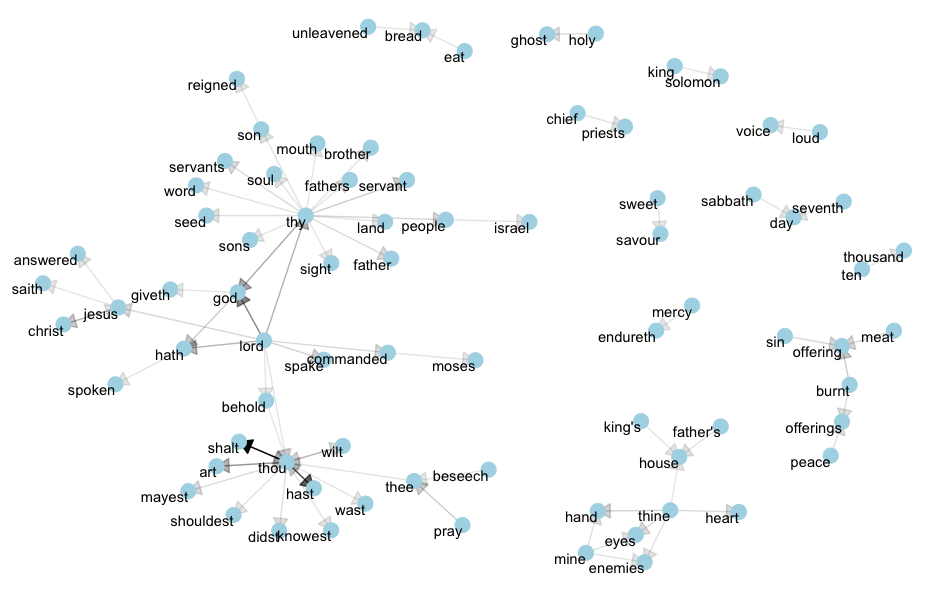 unleavened
bread
eat
ghost
holy
king
solomon
reigned
chief
priests
voice
loud
son
mouth
brother
servants
soul
fathers
servant
word
seed
thy
land
people
israel
sons
sight
father
sweet
savour
sabbath
seventh
day
thousand
ten
answered
saith
giveth
god
jesus
christ
hath
lord
spake
commanded
moses
spoken
mercy
endureth
sin
offering
meat
burnt
offerings
peace
behold
shalt
thou
wilt
art
hast
mayest
shouldest
didst
knowest
wast
thee
beseech
pray
king's
father's
house
hand
thine
heart
eyes
mine
enemies